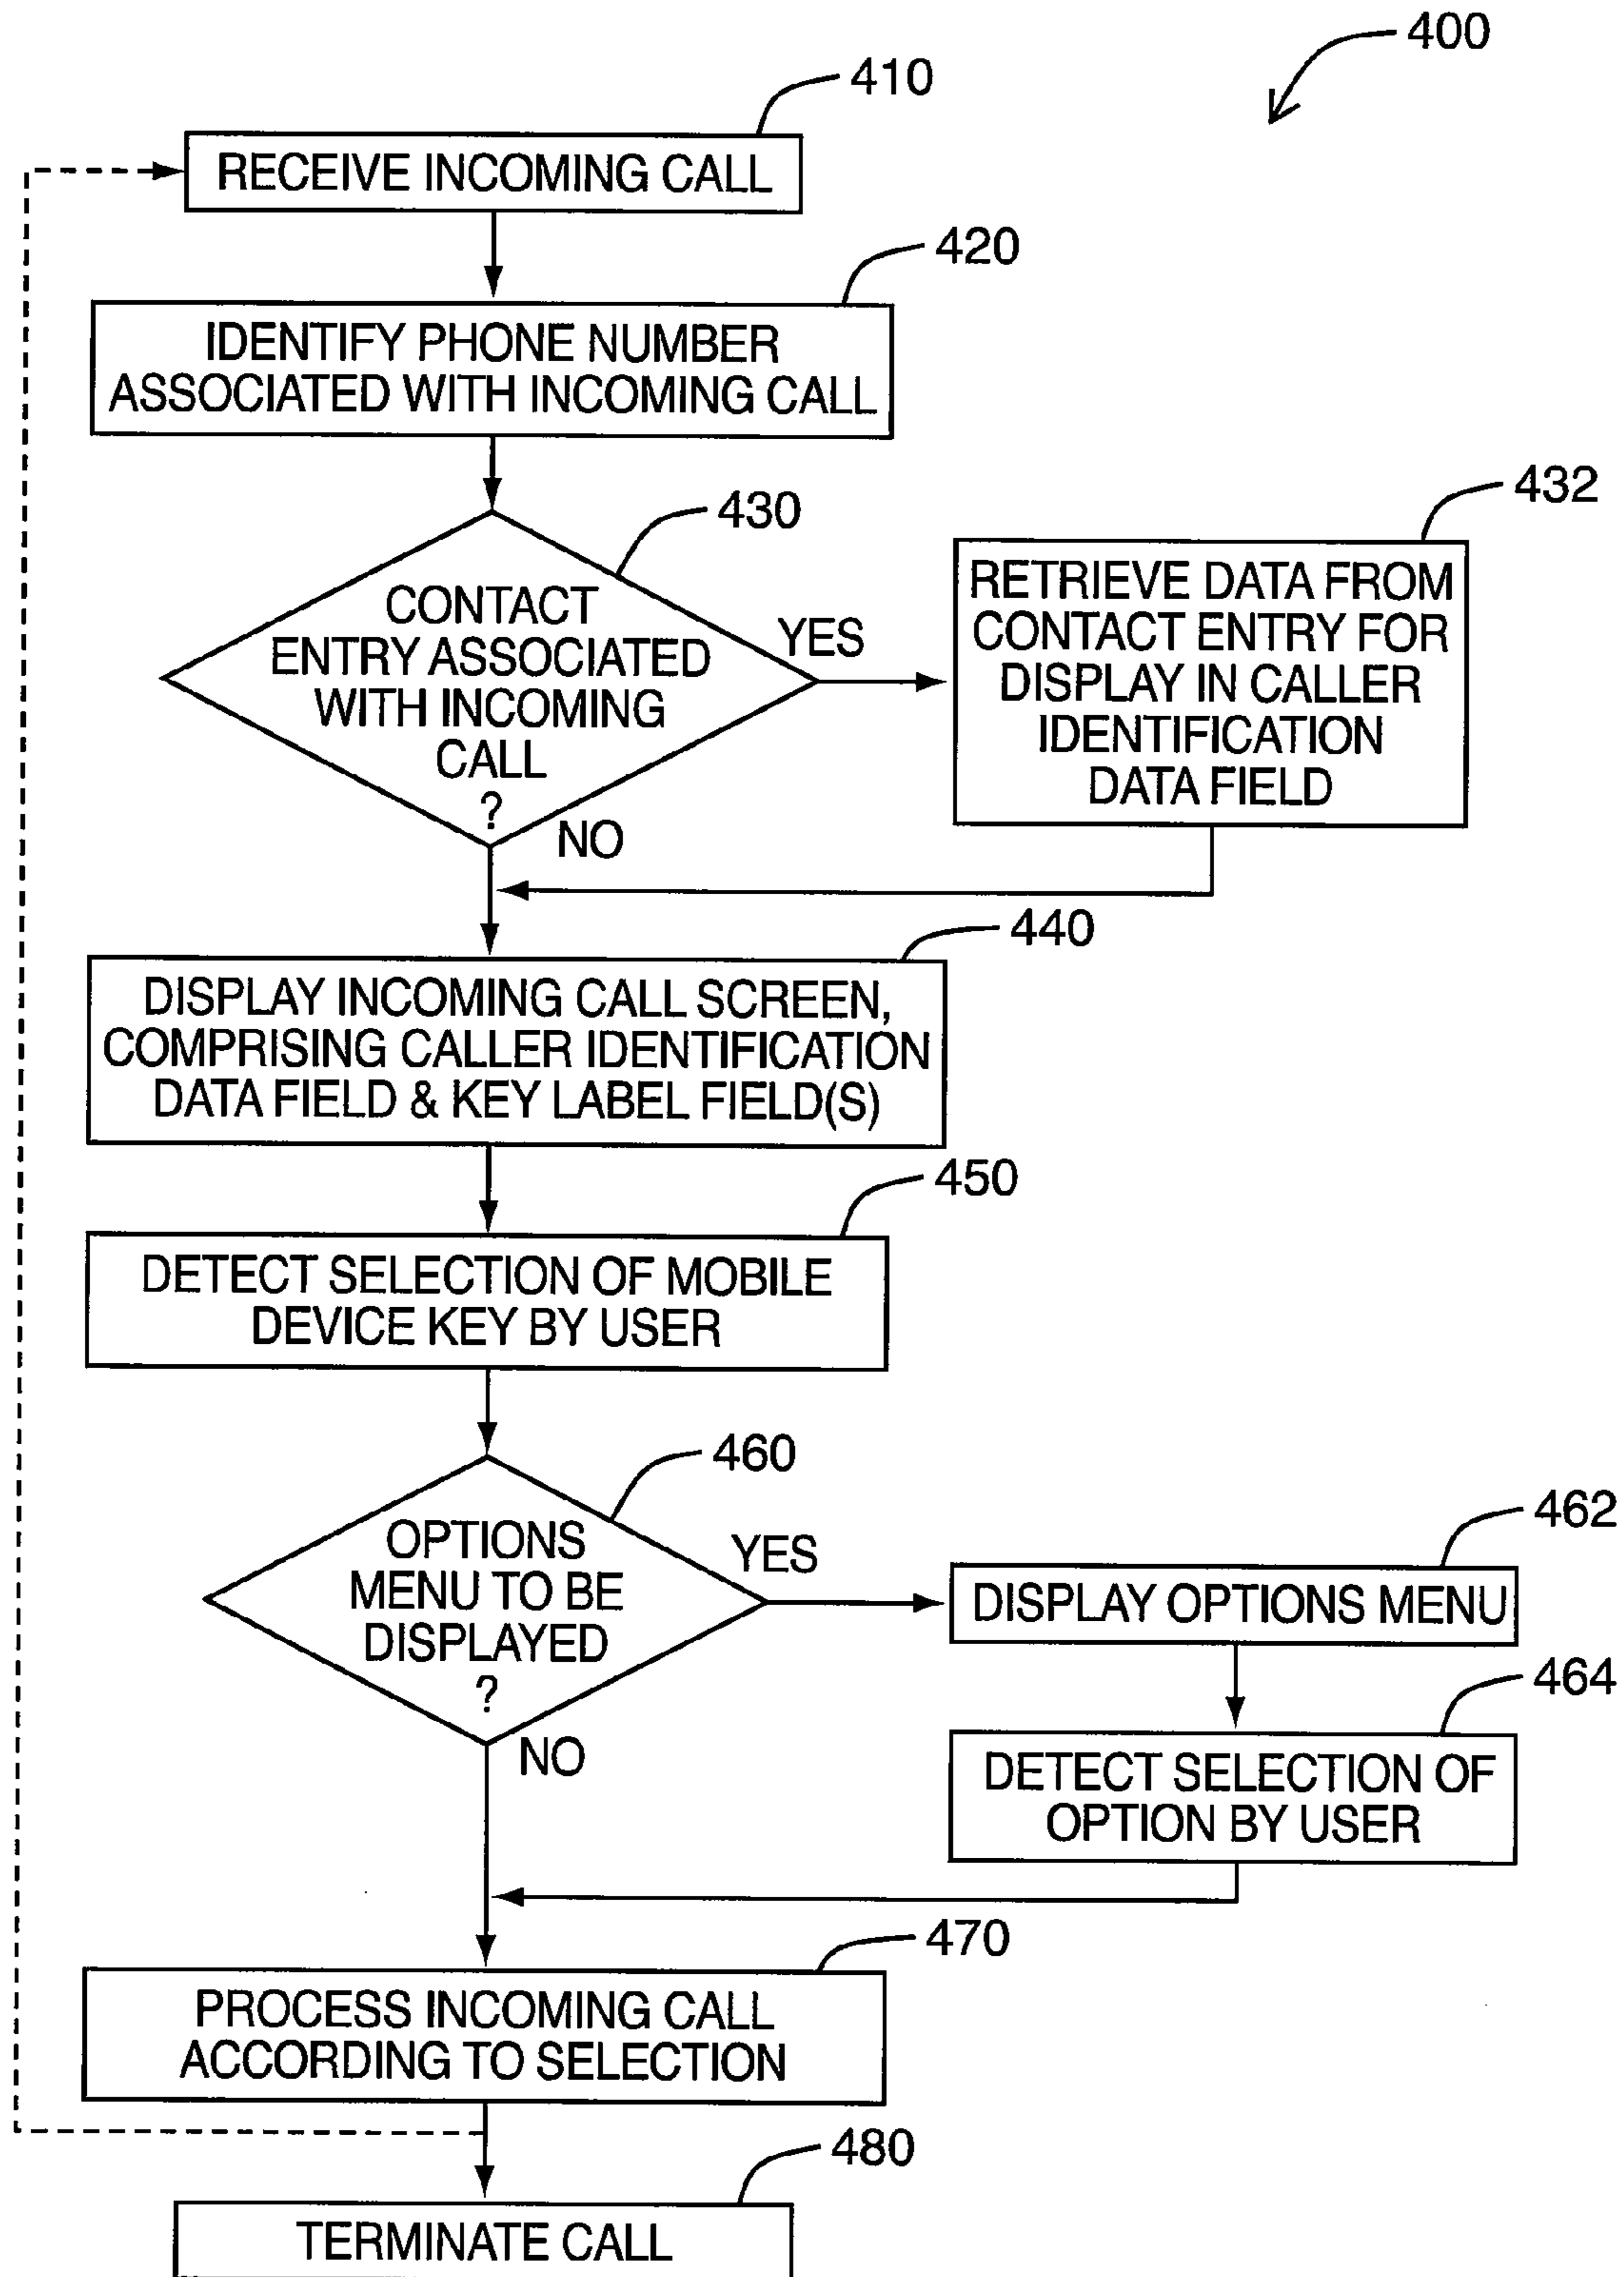 400
410
RECEIVE INCOMING CALL
420
IDENTIFY PHONE NUMBER
ASSOCIATED WITH INCOMING CALL
430
CONTACT
ENTRY ASSOCIATED
WITH INCOMING
CALL
?
YES
NO
432
RETRIEVE DATA FROM
CONTACT ENTRY FOR
DISPLAY IN CALLER
IDENTIFICATION
DATA FIELD
440
DISPLAY INCOMING CALL SCREEN,
COMPRISING CALLER IDENTIFICATION
DATA FIELD & KEY LABEL FIELD(S)
450
DETECT SELECTION OF MOBILE
DEVICE KEY BY USER
460
OPTIONS
MENU TO BE
DISPLAYED
?
YES
NO
462
DISPLAY OPTIONS MENU
464
DETECT SELECTION OF
OPTION BY USER
470
PROCESS INCOMING CALL
ACCORDING TO SELECTION
480
TERMINATE CALL